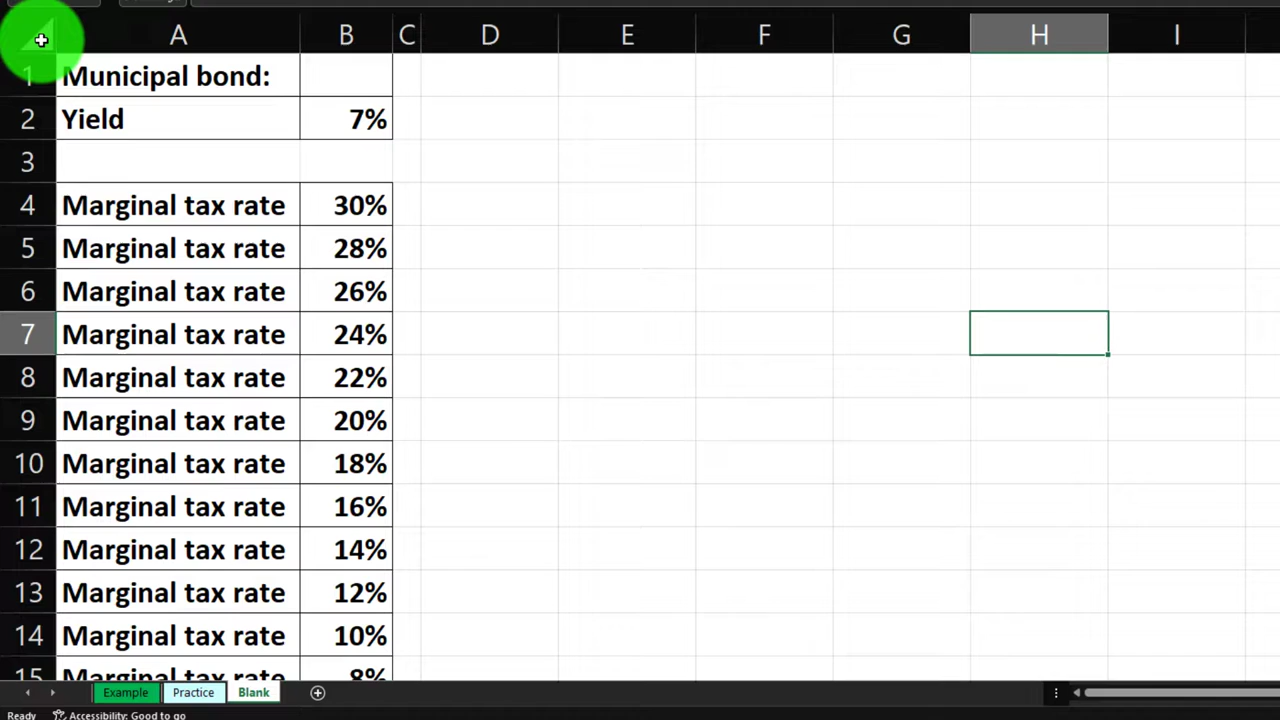 A B C D E F G H I
1 Municipal bond:
2 Yield 7%
3
4 Marginal tax rate 30%
5 Marginal tax rate 28%
6 Marginal tax rate 26%
7 Marginal tax rate 24%
8 Marginal tax rate 22%
9 Marginal tax rate 20%
10 Marginal tax rate 18%
11 Marginal tax rate 16%
12 Marginal tax rate 14%
13 Marginal tax rate 12%
14 Marginal tax rate 10%
15 Marginal tax rate 8%
Example Practice Blank
Ready Accessibility: Good to go